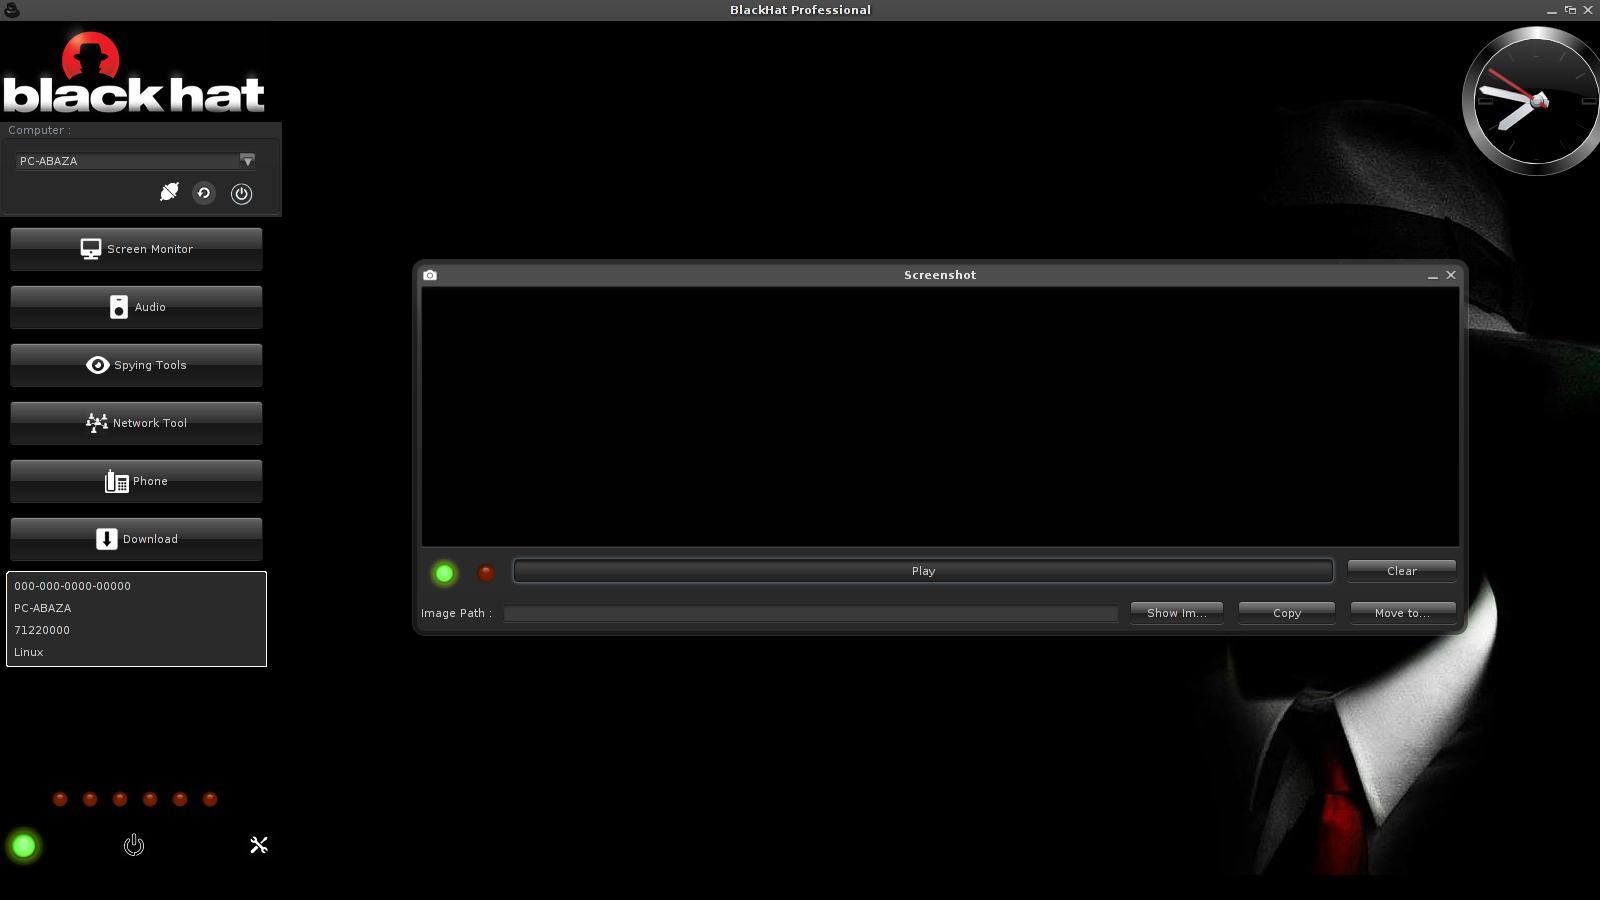 BlackHat Professional
black hat
Computer :
PC-ABAZA
Screen Monitor
Audio
Spying Tools
Network Tool
Phone
Download
000-000-0000-00000
PC-ABAZA
71220000
Linux
Screenshot
Play
Clear
Image Path :
Show Im...
Copy
Move to...